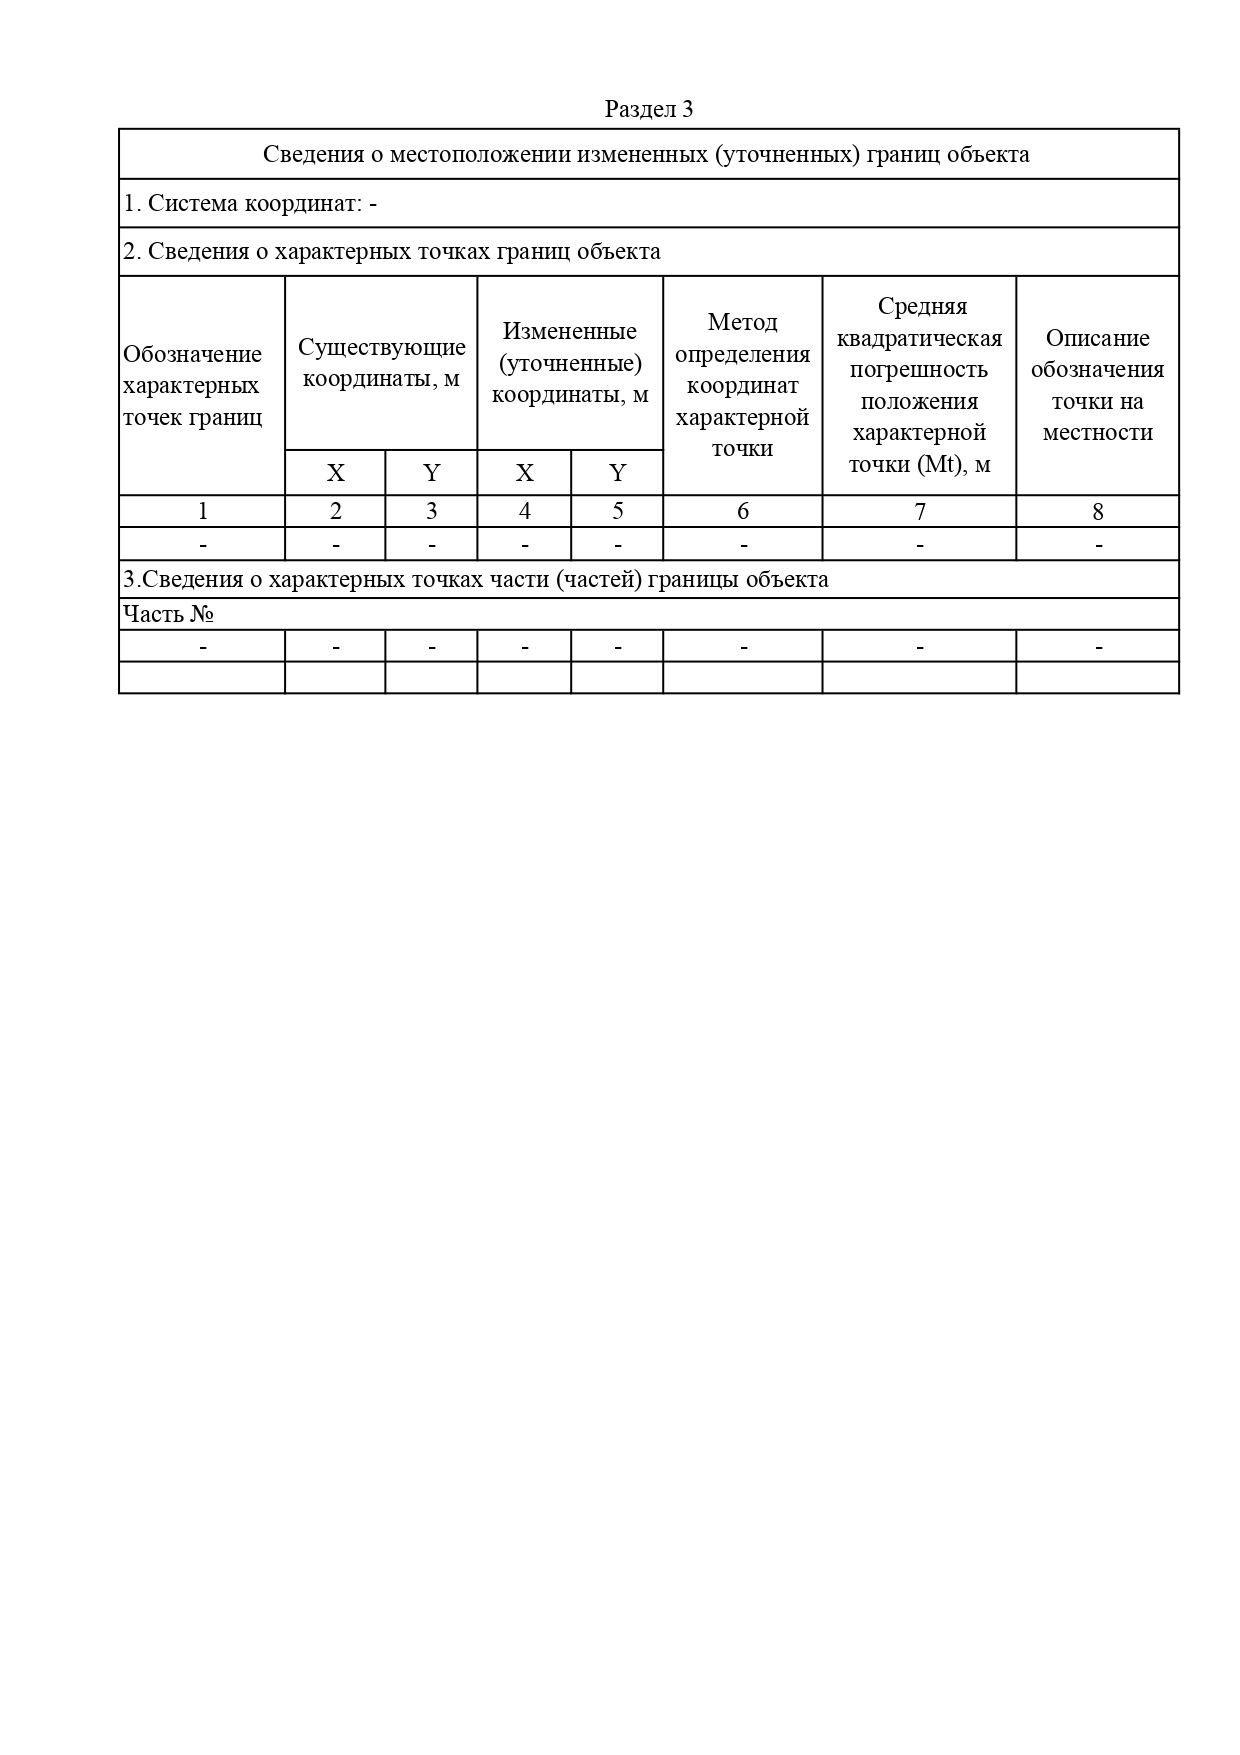 Раздел 3
Сведения о местоположении измененных (уточненных) границ объекта
1. Система координат: -
2. Сведения о характерных точках границ объекта
Обозначение
характерных
точек границ
Существующие
координаты, м
Измененные
(уточненные)
координаты, м
Метод
определения
координат
характерной
точки
Средняя
квадратическая
погрешность
положения
характерной
точки (Mt), м
Описание
обозначения
точки на
местности
X Y X Y
1 2 3 4 5 6 7 8
- - - - - - - -
3.Сведения о характерных точках части (частей) границы объекта
Часть №
- - - - - - - -